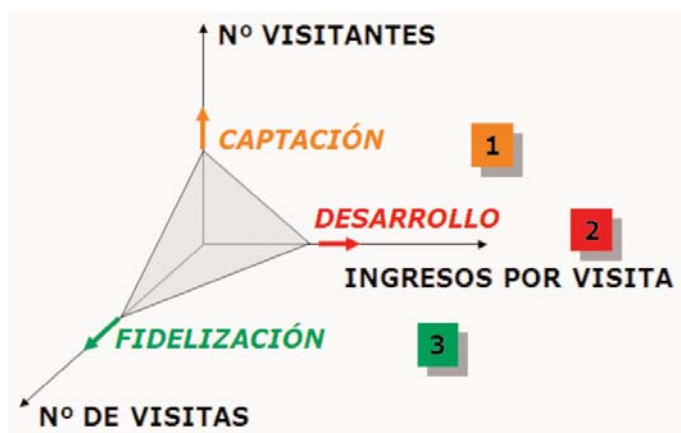 Nº VISITANTES
CAPTACIÓN
1
DESARROLLO
2
INGRESOS POR VISITA
FIDELIZACIÓN
3
Nº DE VISITAS